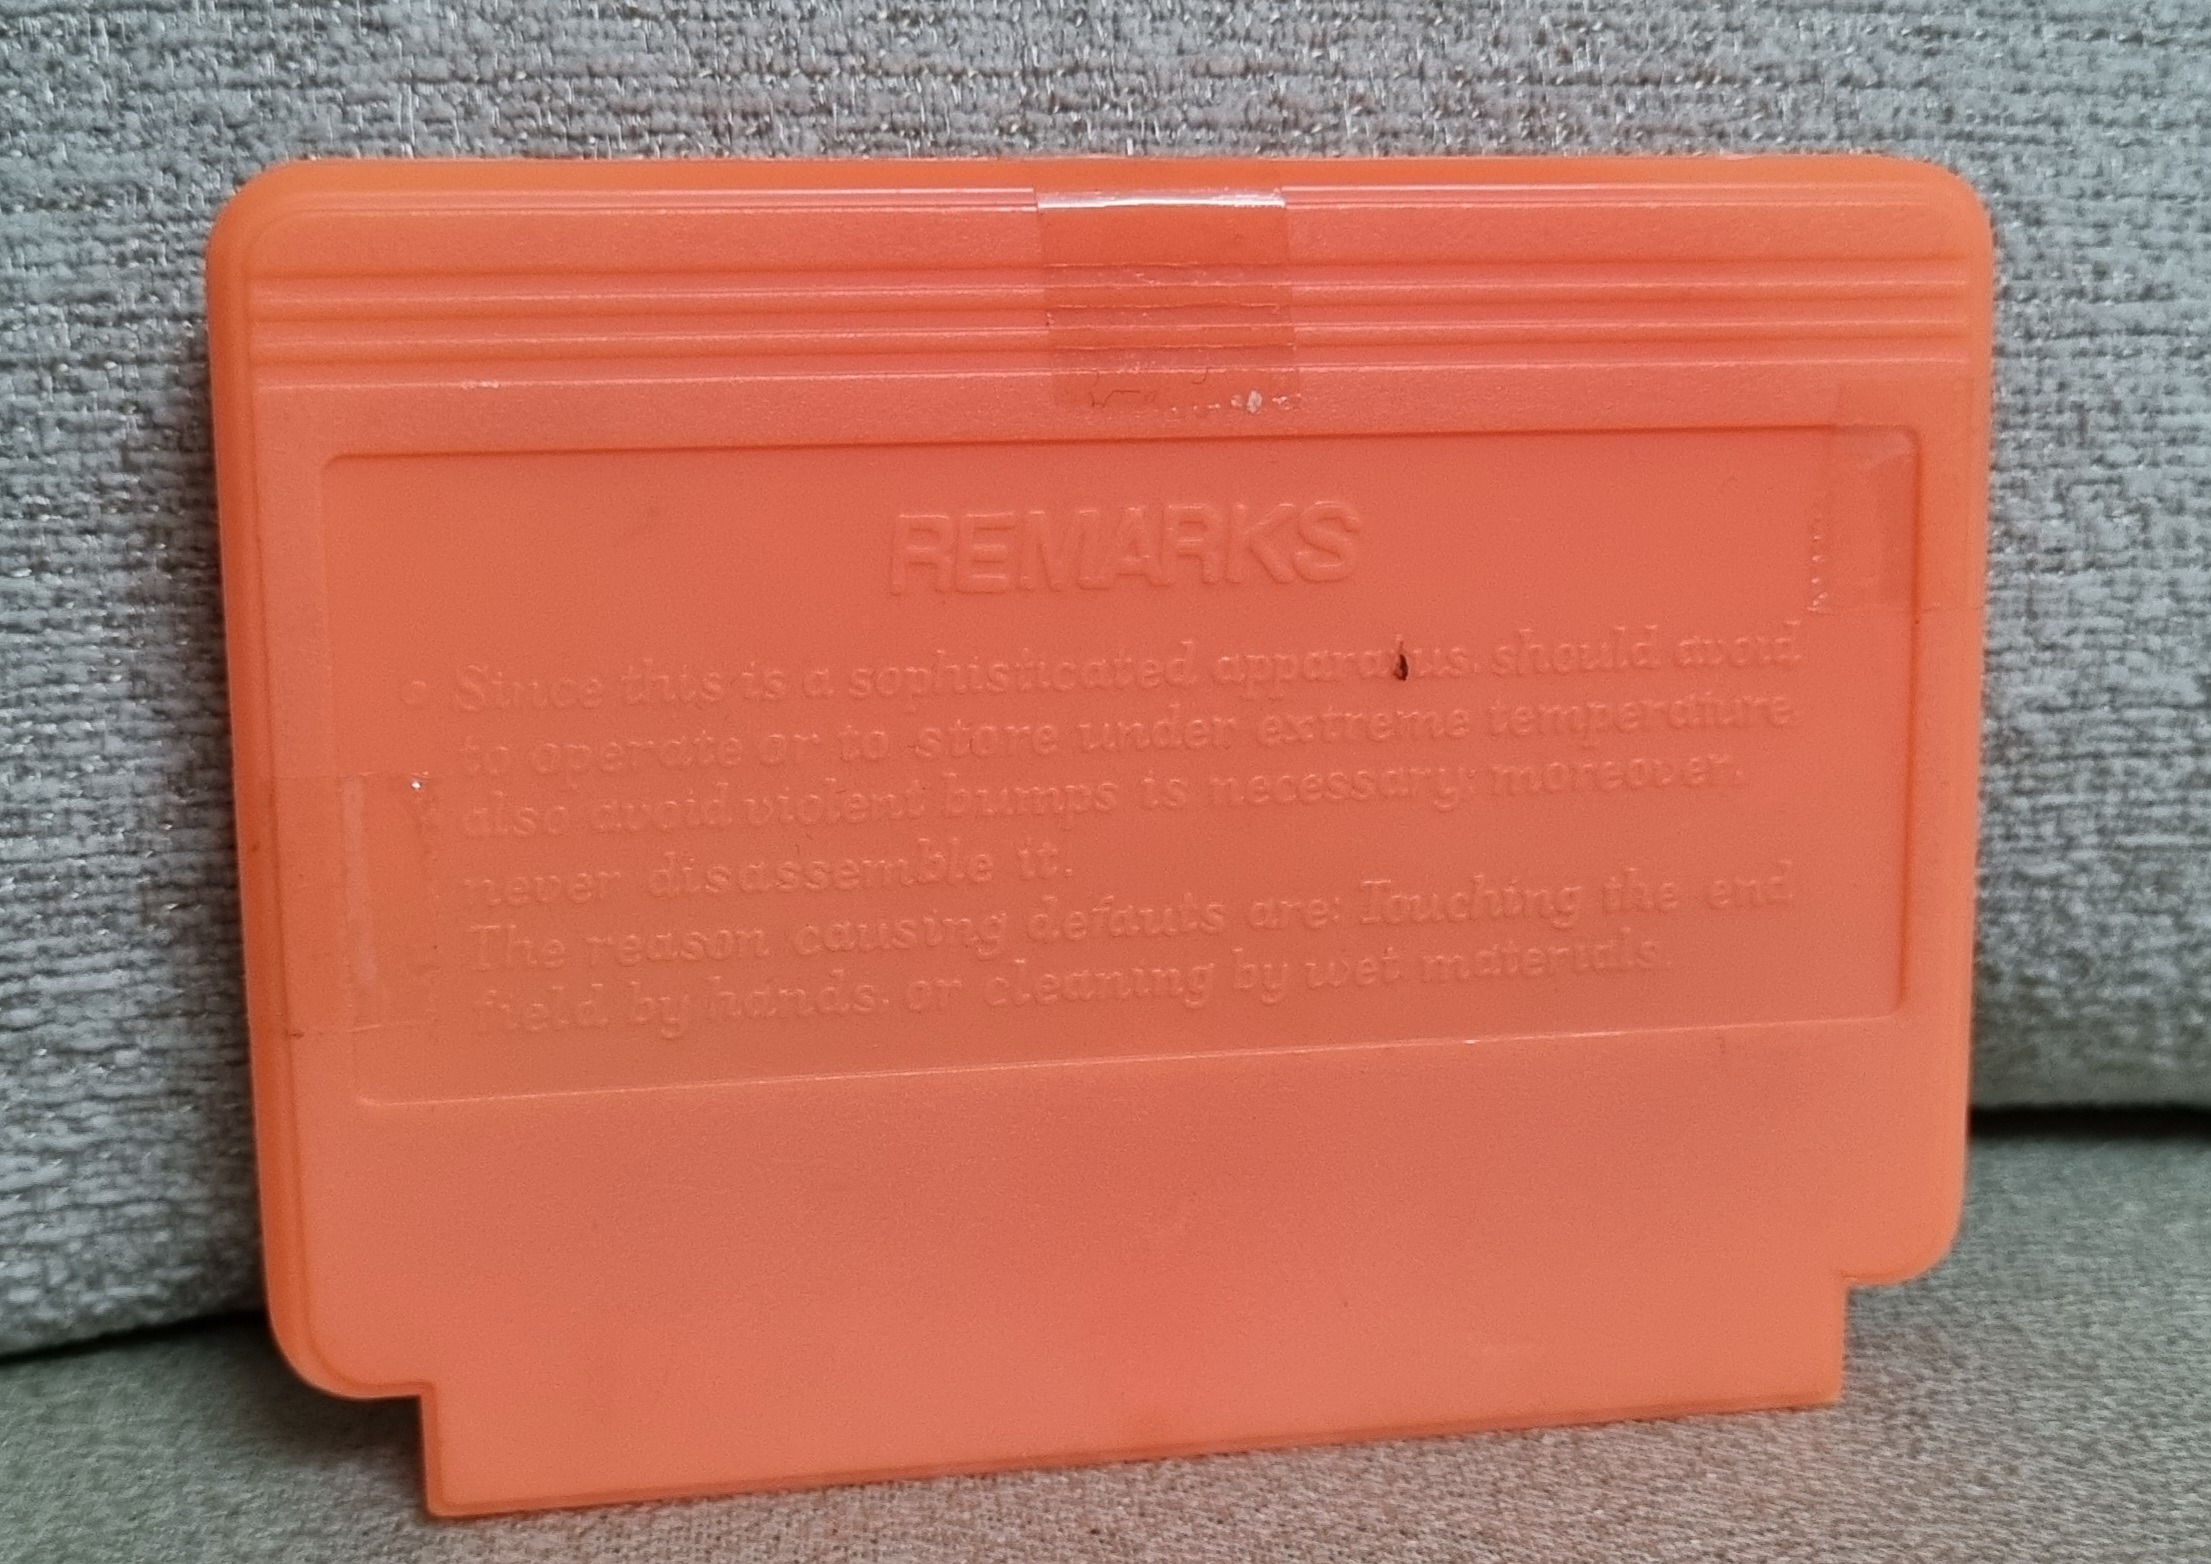 REMARKS
• Since this is a sophisticated apparatus, should avoid
to operate or to store under extreme temperature
also avoid violent bumps is necessary; moreover,
never disassemble it.
The reason causing defauts are: Touching the end
field by hands, or cleaning by wet materials.